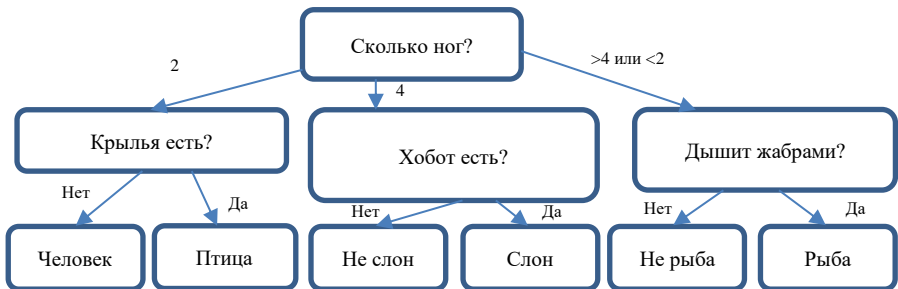 Сколько ног?
2
4
>4 или <2
Крылья есть?
Хобот есть?
Дышит жабрами?
Нет
Да
Нет
Да
Нет
Да
Человек
Птица
Не слон
Слон
Не рыба
Рыба